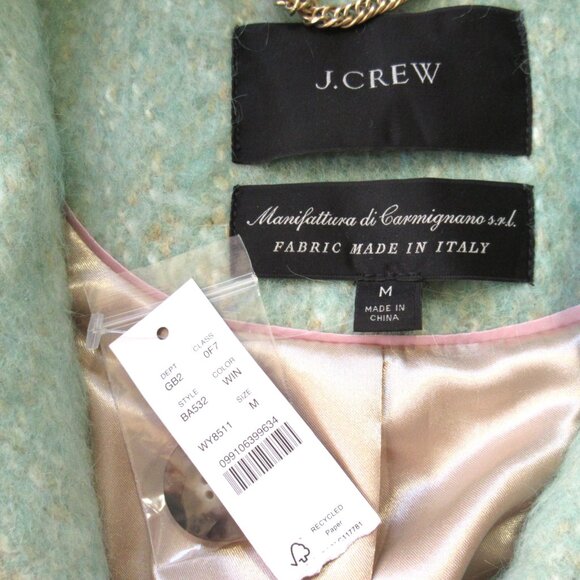 J.CREW
Manifattura di Carmignano s.r.l.
FABRIC MADE IN ITALY
M
MADE IN
CHINA
DEPT
GB2
CLASS
0F7
STYLE
BA532
COLOR
WIN
WY8511
SIZE
M
099106399634
RECYCLED
Paper
C117781